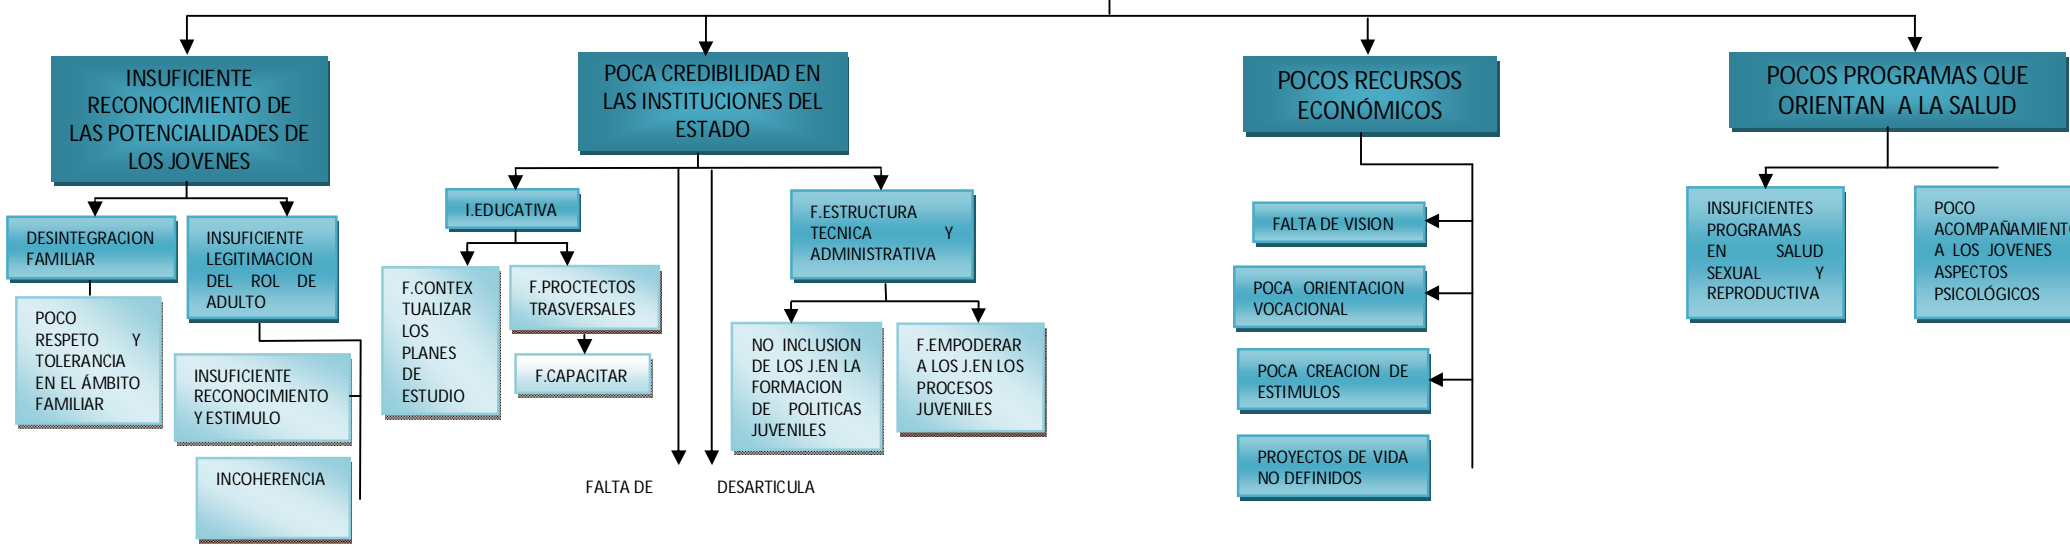 INSUFICIENTE
RECONOCIMIENTO DE
LAS POTENCIALIDADES DE
LOS JOVENES
POCA CREDIBILIDAD EN
LAS INSTITUCIONES DEL
ESTADO
POCOS RECURSOS
ECONÓMICOS
POCOS PROGRAMAS QUE
ORIENTAN A LA SALUD
DESINTEGRACION
FAMILIAR
POCO
RESPETO Y
TOLERANCIA
EN EL ÁMBITO
FAMILIAR
INSUFICIENTE
LEGITIMACION
DEL ROL DE
ADULTO
INSUFICIENTE
RECONOCIMIENTO
Y ESTIMULO
INCOHERENCIA
I.EDUCATIVA
F.CONTEX
TUALIZAR
LOS
PLANES
DE
ESTUDIO
F.PROCTECTOS
TRASVERSALES
F.CAPACITAR
FALTA DE
DESARTICULA
F.ESTRUCTURA
TECNICA Y
ADMINISTRATIVA
NO INCLUSION
DE LOS J.EN LA
FORMACION
DE POLITICAS
JUVENILES
F.EMPODERAR
A LOS J.EN LOS
PROCESOS
JUVENILES
FALTA DE VISION
POCA ORIENTACION
VOCACIONAL
POCA CREACION DE
ESTIMULOS
PROYECTOS DE VIDA
NO DEFINIDOS
INSUFICIENTES
PROGRAMAS
EN SALUD
SEXUAL Y
REPRODUCTIVA
POCO
ACOMPAÑAMIENTO
A LOS JOVENES
ASPECTOS
PSICOLÓGICOS